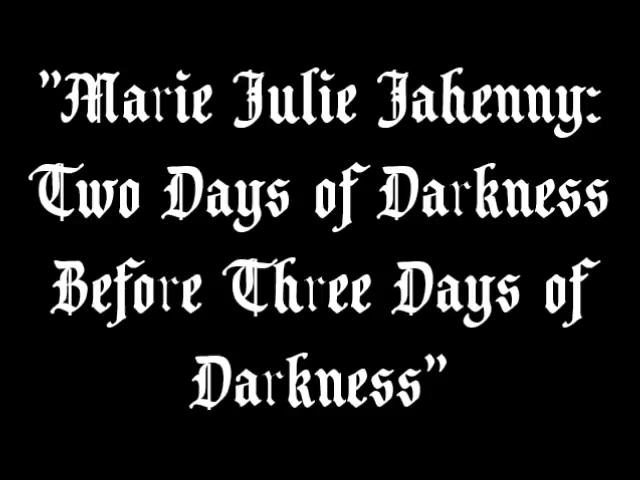 "Marie Julie Jahenny:
Two Days of Darkness
Before Three Days of
Darkness"